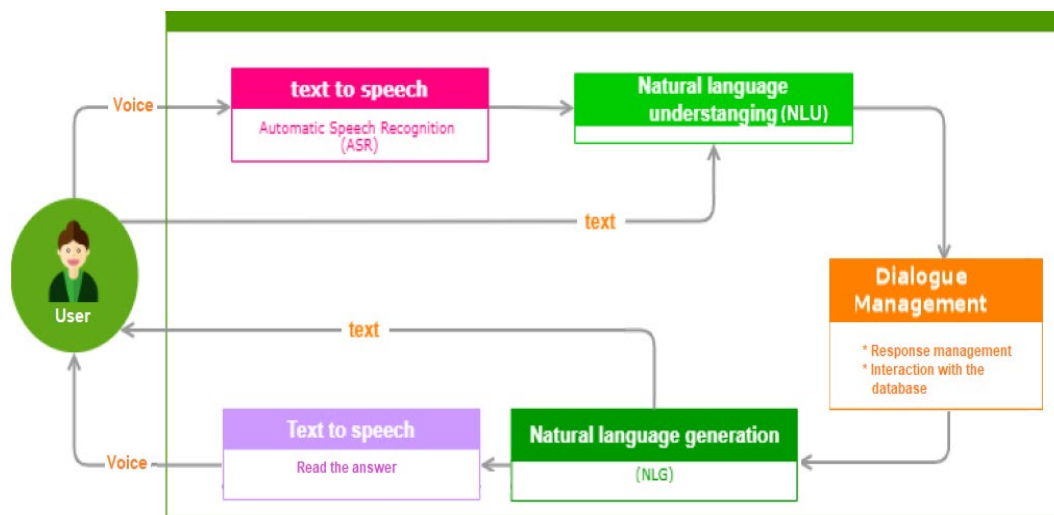 Voice
text to speech
Automatic Speech Recognition
(ASR)
Natural language
understanging (NLU)
text
User
Dialogue
Management
* Response management
* Interaction with the
database
text
Text to speech
Read the answer
Natural language generation
(NLG)
Voice